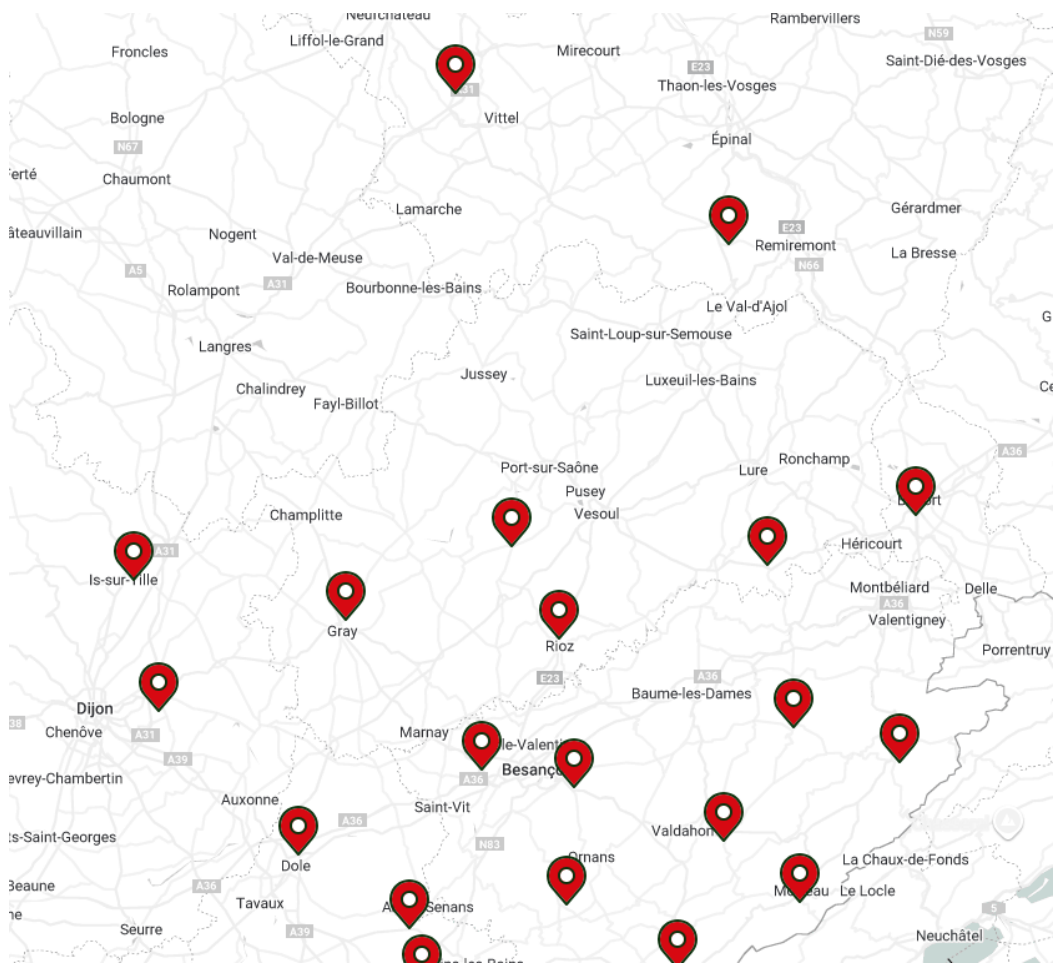 Neufchâteau
Rambervillers
Liffol-le-Grand
N59
Froncles
Mirecourt
Saint-Dié-des-Vosges
E23
Thaon-les-Vosges
Bologne
Vittel
Épinal
N67
Chaumont
Lamarche
Gérardmer
Nogent
E23
Remiremont
La Bresse
Val-de-Meuse
A5
N66
Rolampont
A31
Bourbonne-les-Bains
Le Val-d'Ajol
Saint-Loup-sur-Semouse
Langres
Jussey
Luxeuil-les-Bains
Chalindrey
Fayl-Billot
A36
Ronchamp
Port-sur-Saône
Lure
Pusey
Vesoul
Champlitte
Héricourt
A31
Is-sur-Tille
Montbéliard
Delle
A36
Valentigney
Gray
Rioz
Porrentruy
E23
A36
Baume-les-Dames
Dijon
Chenôve
A31
Marnay
A39
Besançon
A36
Auxonne
Saint-Vit
A36
Valdahon
N83
Ornans
La Chaux-de-Fonds
Dole
A36
Le Locle
Tavaux
5
Seurre
A39
Neuchâtel